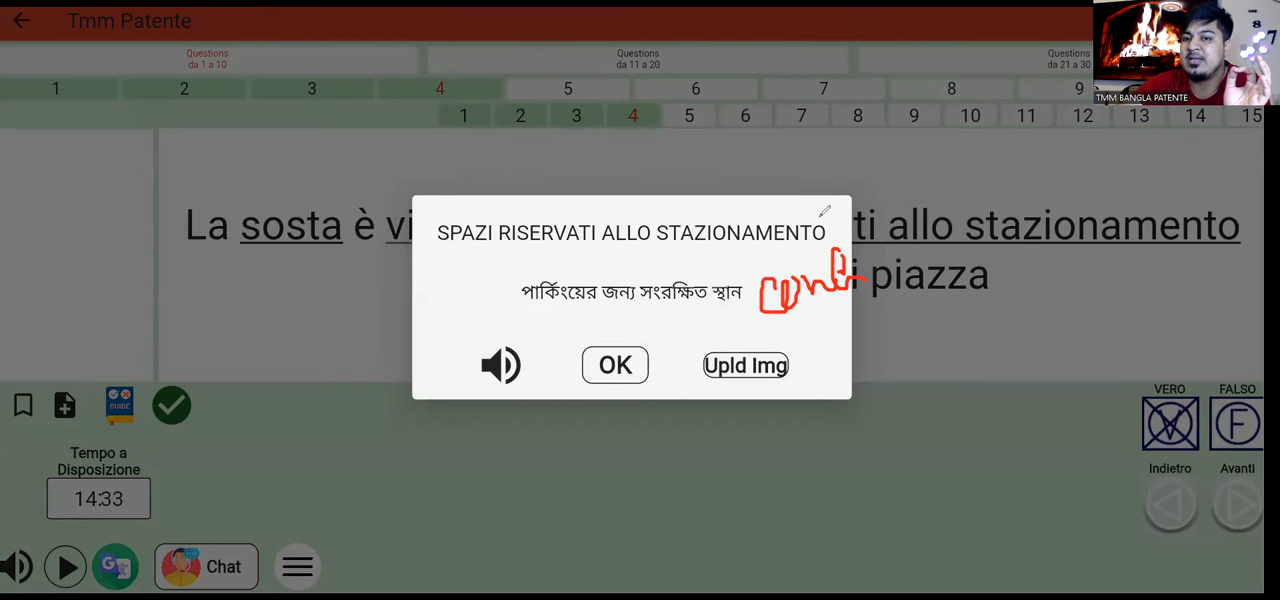 Tmm Patente
Questions
da 1 a 10
Questions
da 11 a 20
Questions
da 21 a 30
1 2 3 4 5 6 7 8 9
1 2 3 4 5 6 7 8 9 10 11 12 13 14 15
8
7
TMM BANGLA PATENTE
La sosta è vi ti allo stazionamento
i piazza
SPAZI RISERVATI ALLO STAZIONAMENTO
পার্কিংয়ের জন্য সংরক্ষিত স্থান
OK
Upld Img
GUIDE
VERO
FALSO
V
F
Tempo a
Disposizione
14:33
Indietro
Avanti
Chat